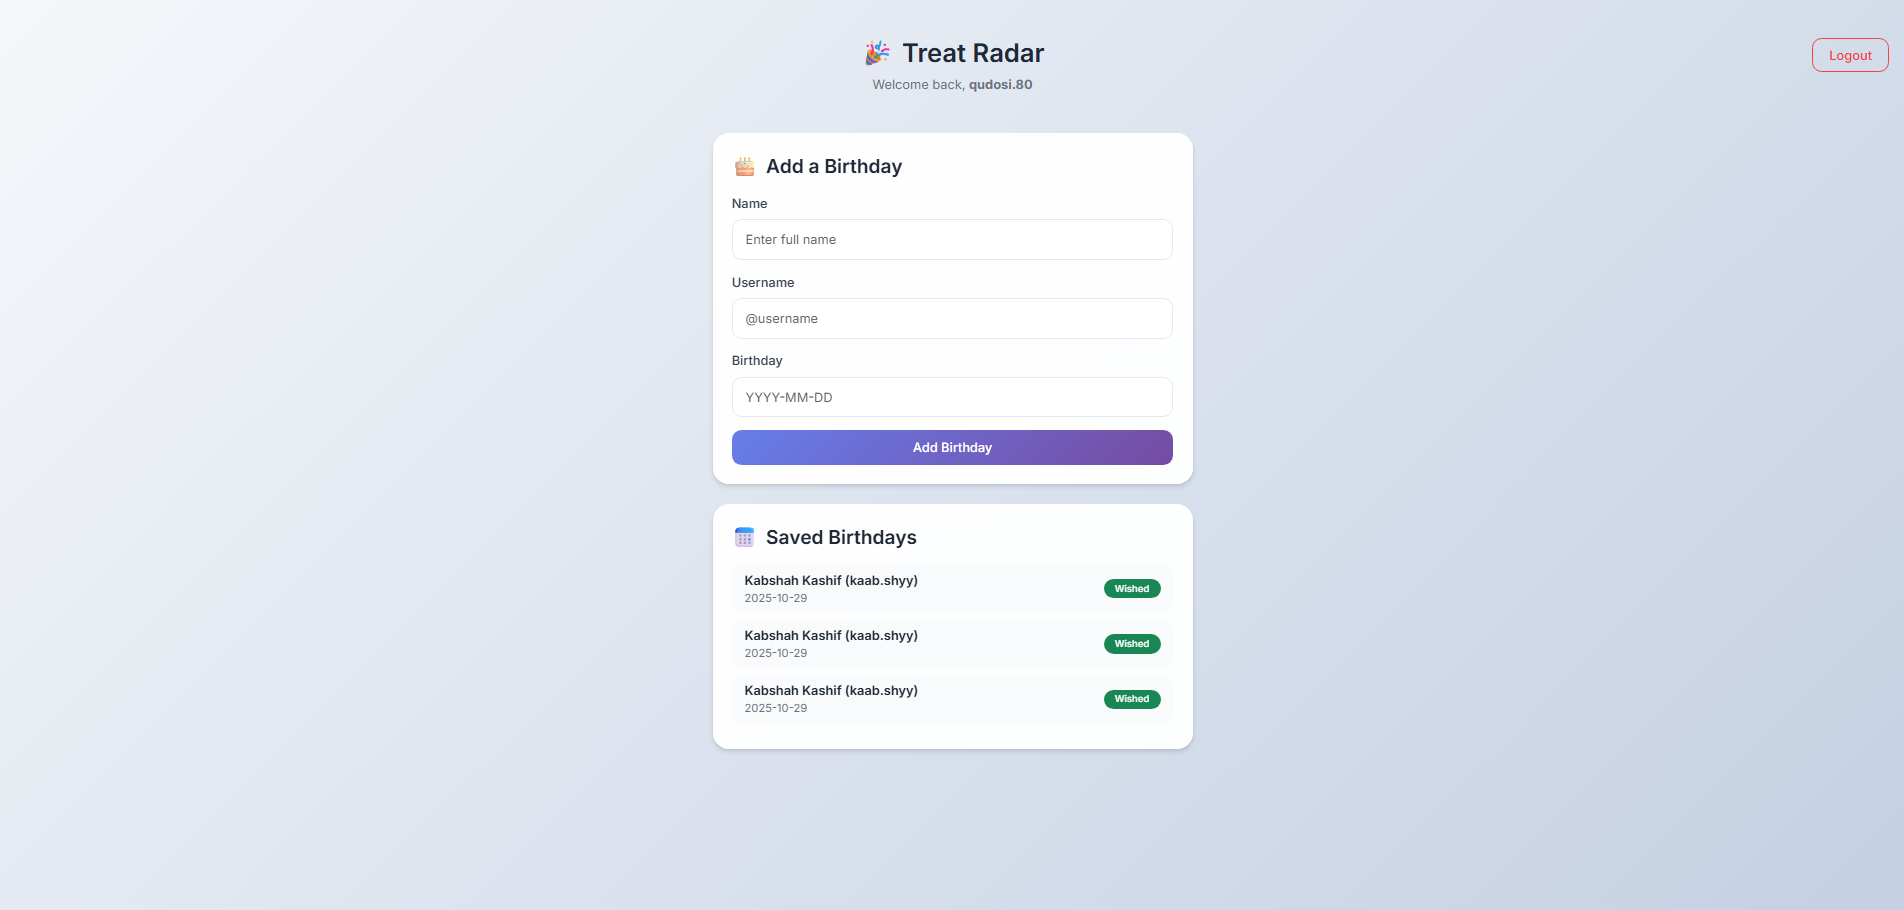 Treat Radar
Logout
Welcome back, qudosi.80
Add a Birthday
Name
Enter full name
Username
@username
Birthday
YYYY-MM-DD
Add Birthday
Saved Birthdays
Kabshah Kashif (kaab.shyy)
2025-10-29
Wished
Kabshah Kashif (kaab.shyy)
2025-10-29
Wished
Kabshah Kashif (kaab.shyy)
2025-10-29
Wished